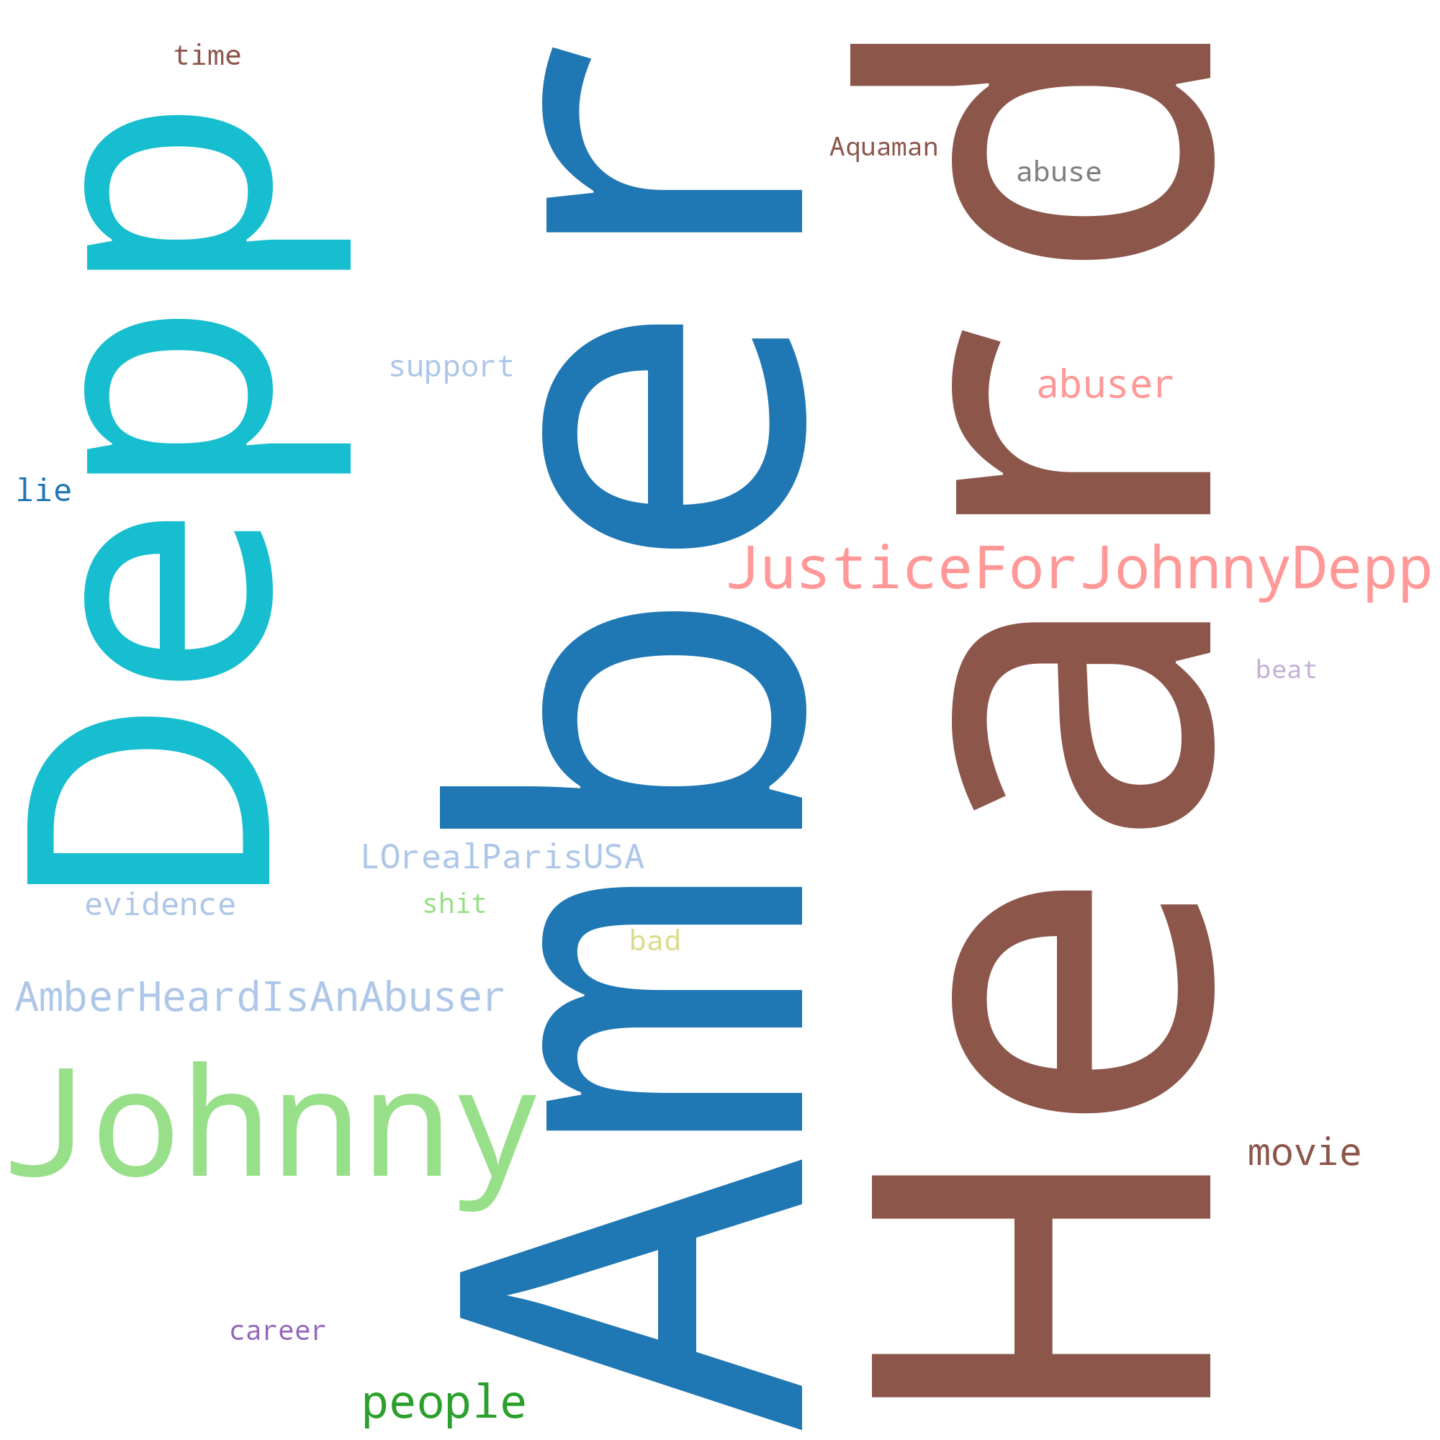 time
Depp
Amber
Heard
Aquaman
abuse
support
abuser
lie
JusticeForJohnnyDepp
beat
LOrealParisUSA
evidence
shit
bad
AmberHeardIsAnAbuser
Johnny
movie
career
people